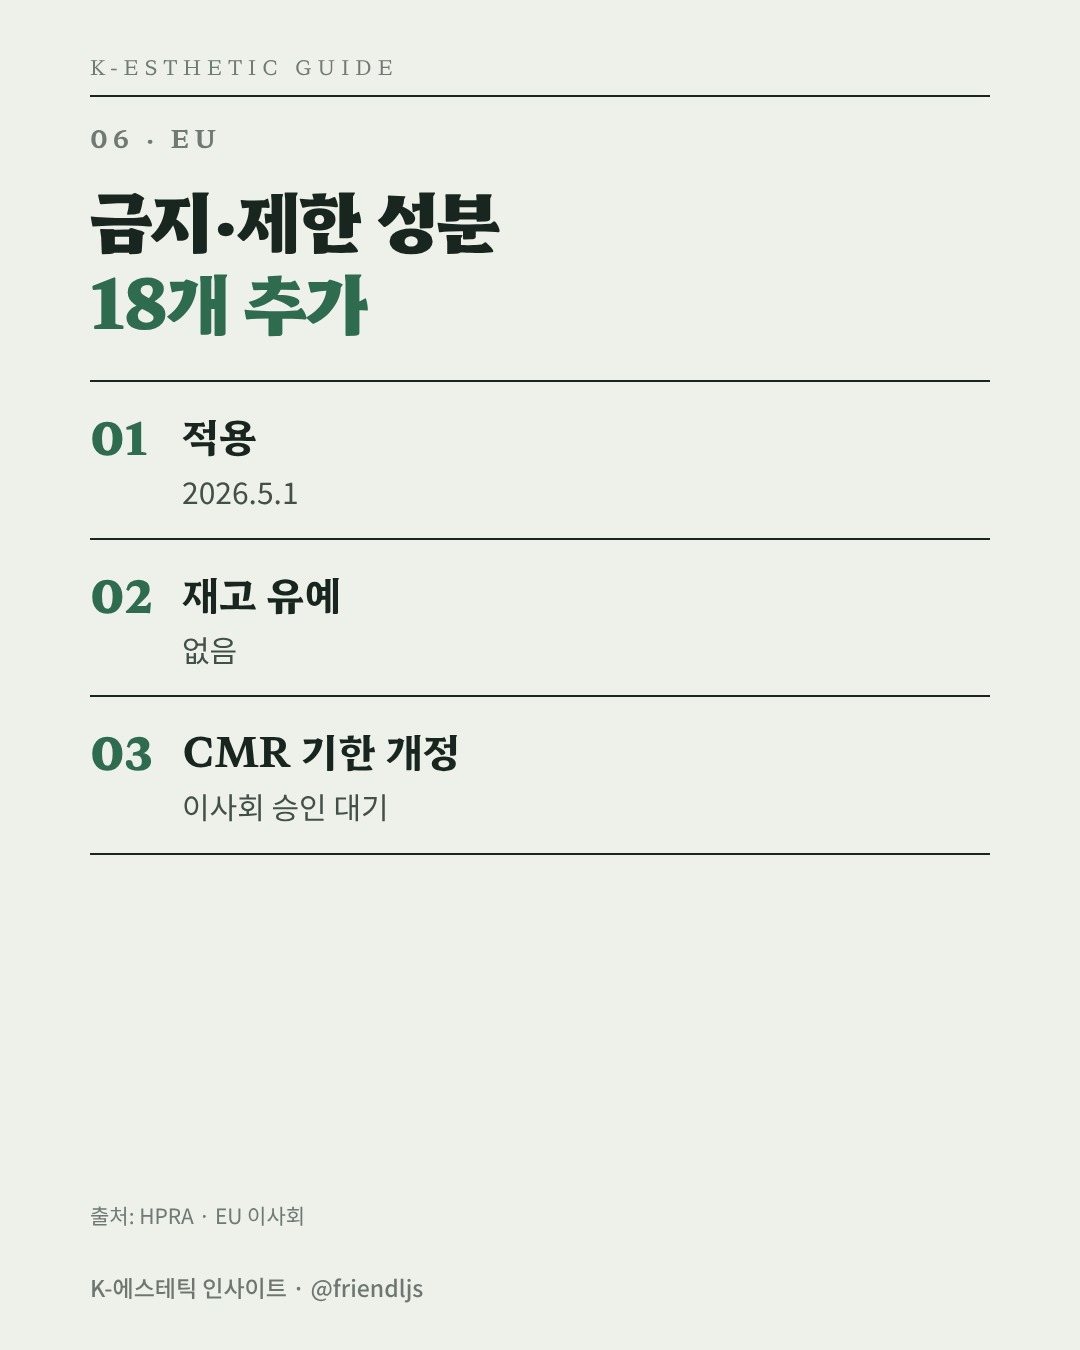 K-ESTHETIC GUIDE
06 · EU
금지·제한 성분
18개 추가
01 적용
2026.5.1
02 재고 유예
없음
03 CMR 기한 개정
이사회 승인 대기
출처: HPRA · EU 이사회
K-에스테틱 인사이트 · @friendljs